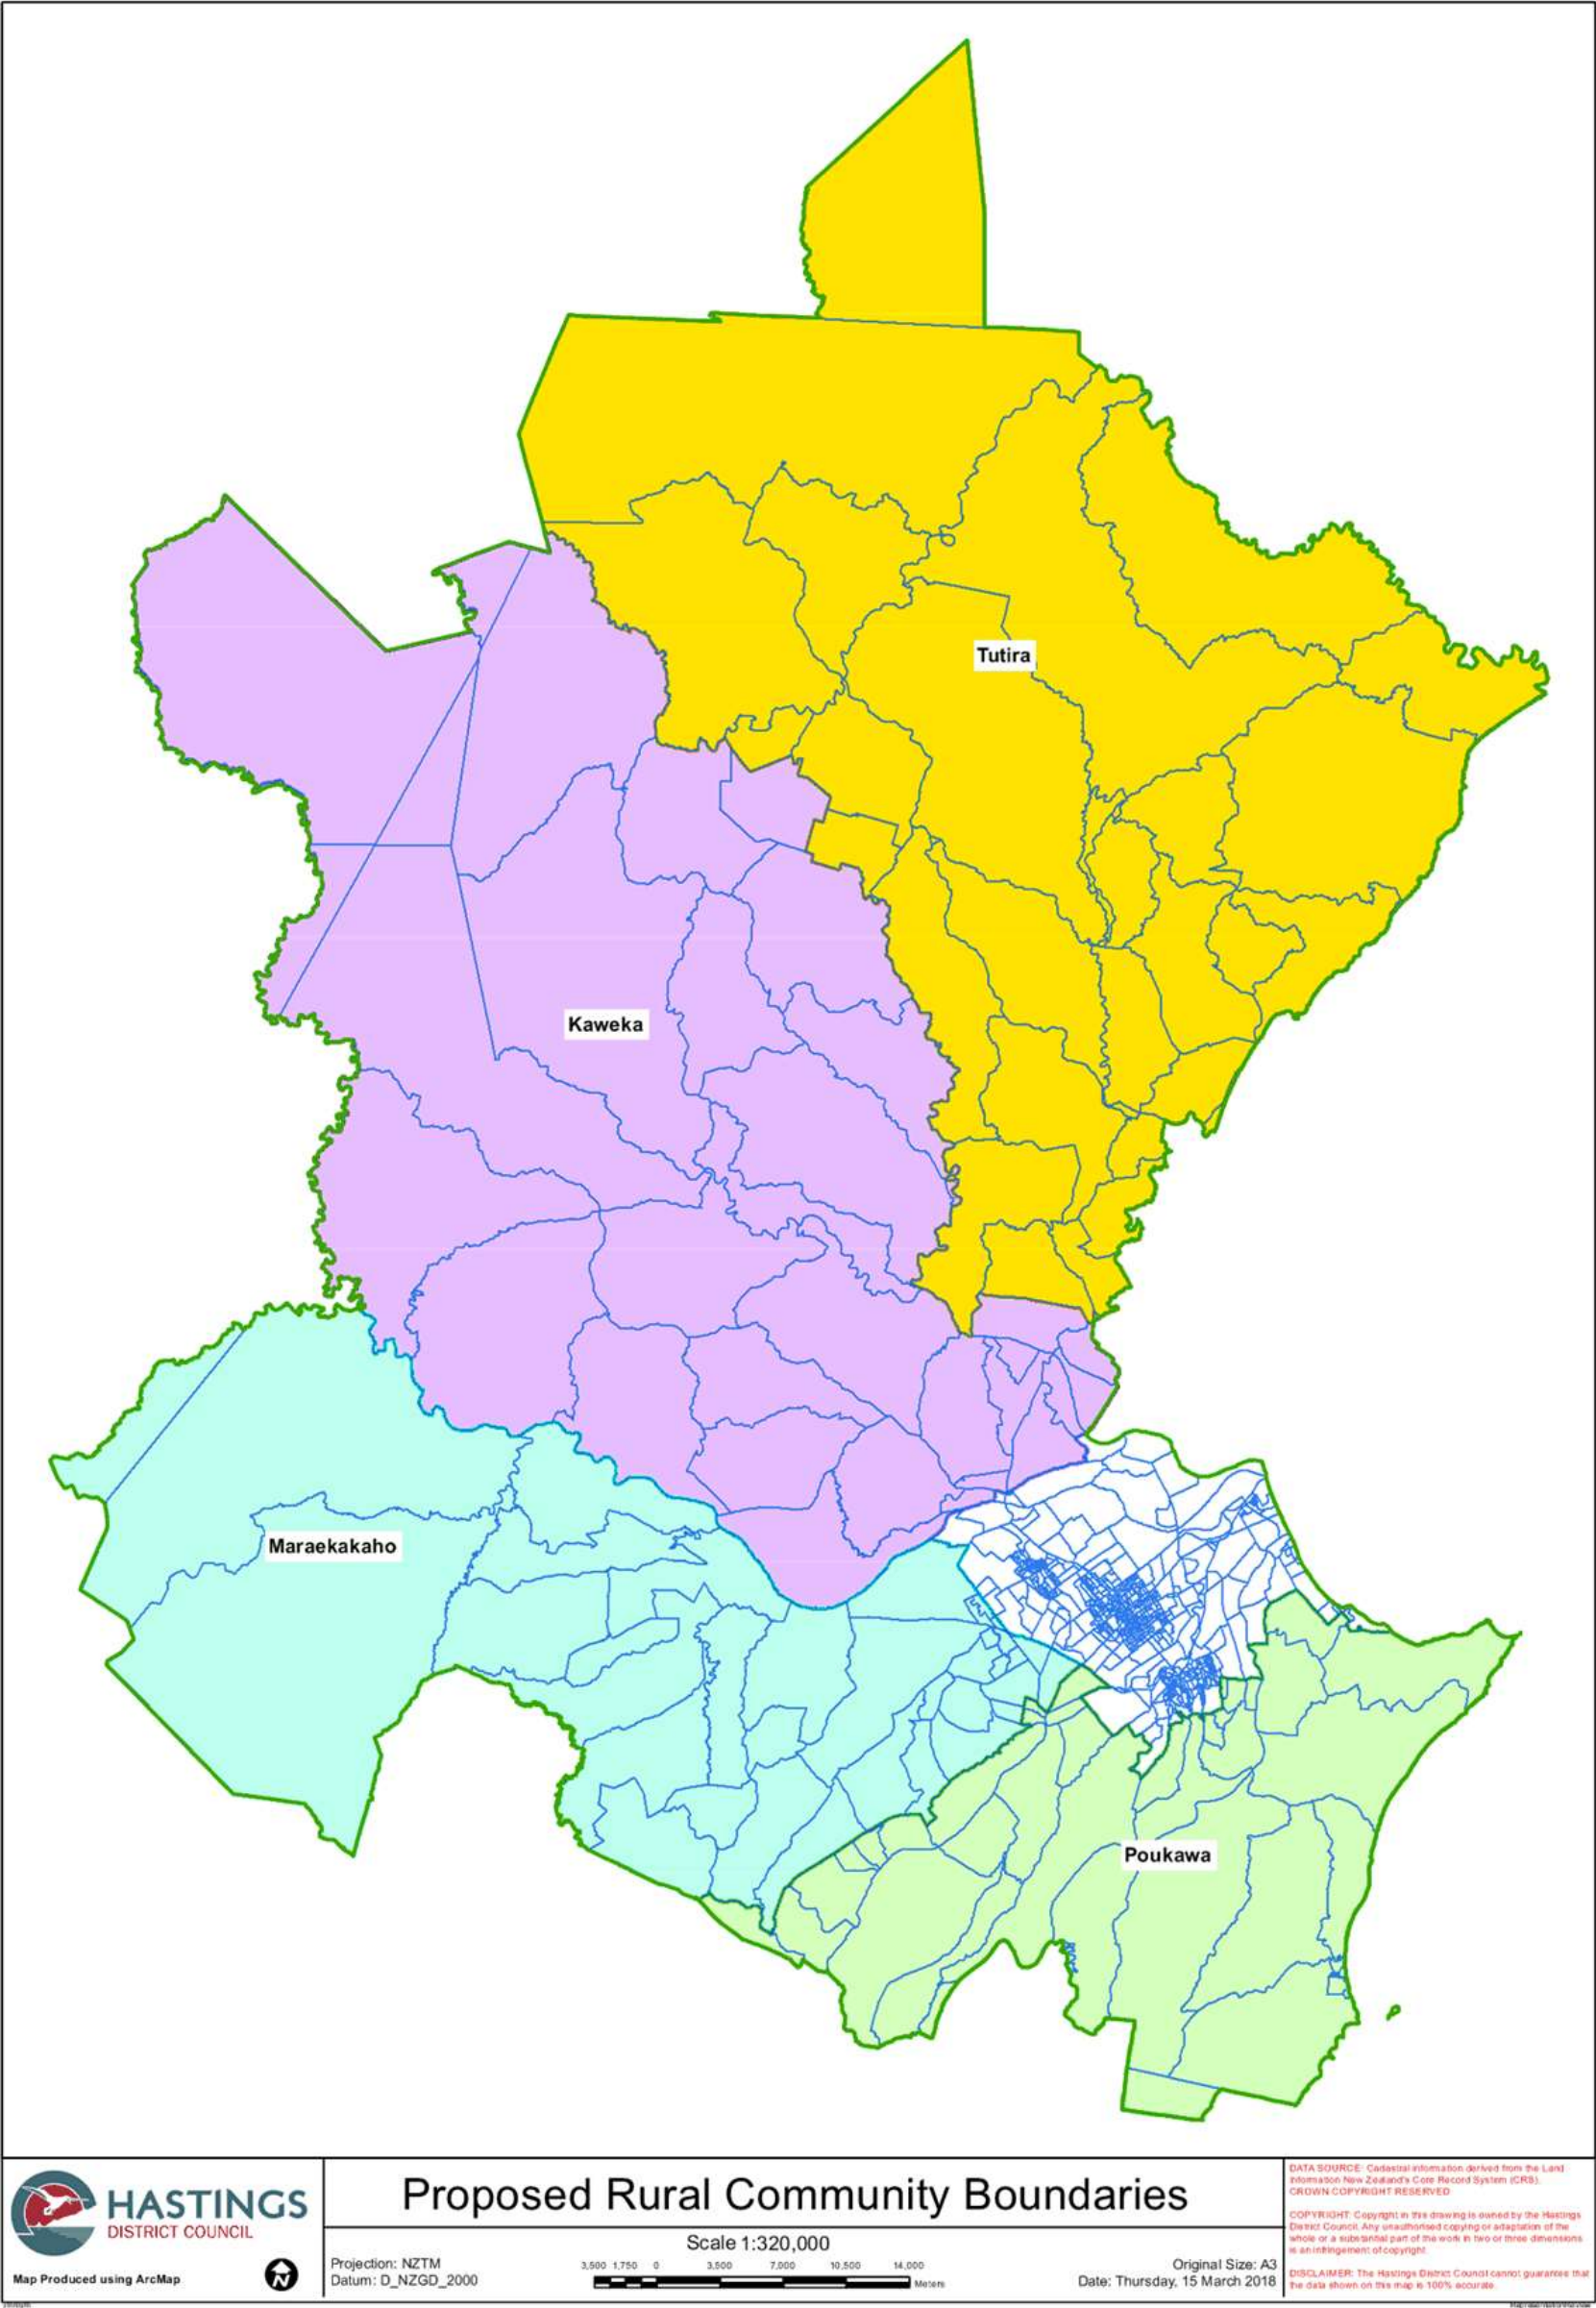 Tutira
Kaweka
Maraekakaho
Poukawa
HASTINGS
DISTRICT COUNCIL
Map Produced using ArcMap
N
Proposed Rural Community Boundaries
Scale 1:320,000
Projection: NZTM
Datum: D_NZGD_2000
3,500 1,750 0 3,500 7,000 10,500 14,000
Meters
Original Size: A3
Date: Thursday, 15 March 2018
DATA SOURCE: Cadastral information derived from the Land
Information New Zealand's Core Record System (CRS).
CROWN COPYRIGHT RESERVED
COPYRIGHT: Copyright in this drawing is owned by the Hastings
District Council. Any unauthorised copying or adaptation of the
whole or a substantial part of the work in two or three dimensions
is an infringement of copyright.
DISCLAIMER: The Hastings District Council cannot guarantee that
the data shown on this map is 100% accurate.